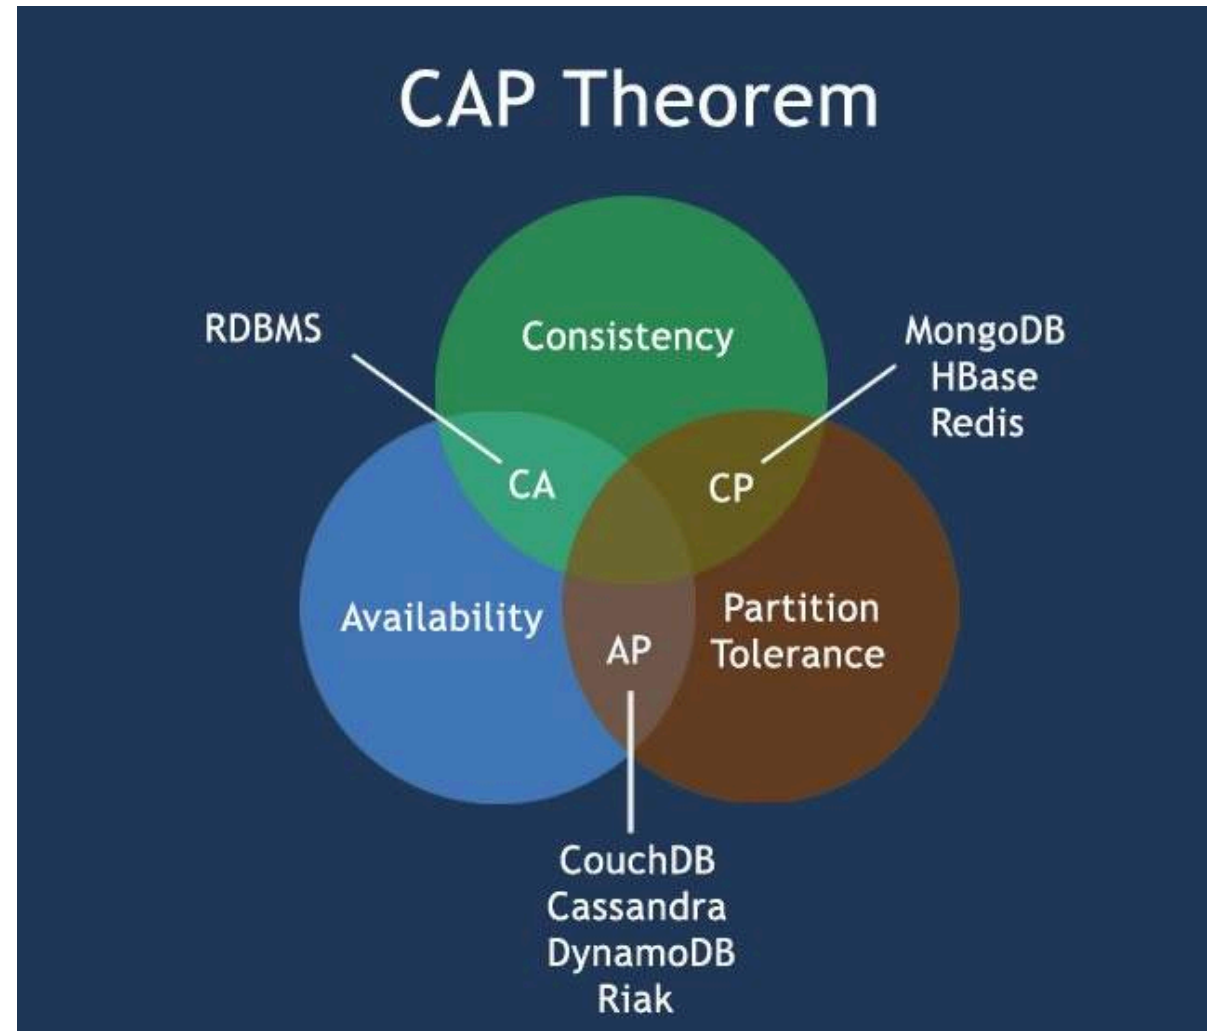 CAP Theorem
RDBMS
Consistency
MongoDB
HBase
Redis
CA
CP
Availability
Partition
Tolerance
AP
CouchDB
Cassandra
DynamoDB
Riak